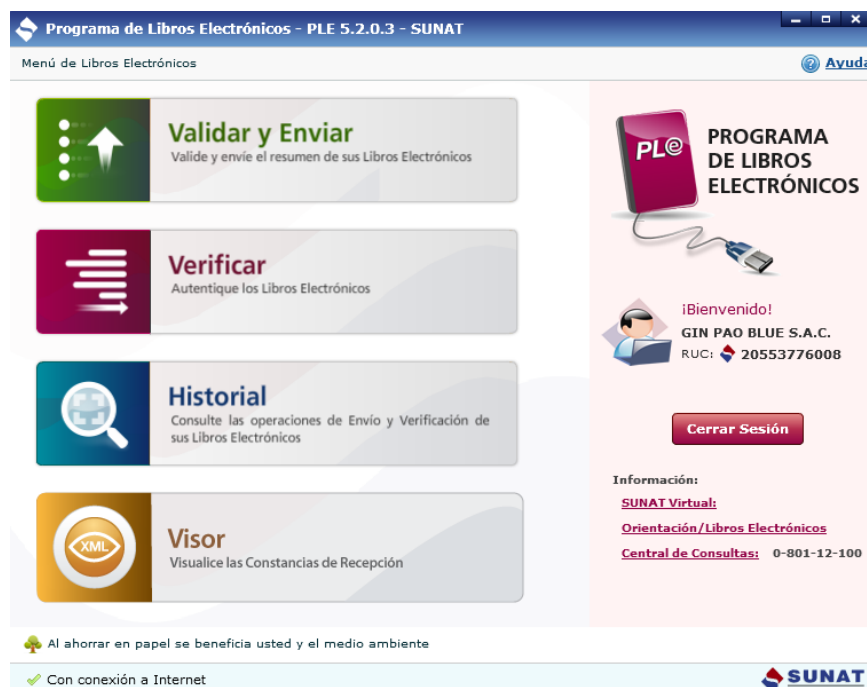 Programa de Libros Electrónicos - PLE 5.2.0.3 - SUNAT
Menú de Libros Electrónicos
Ayuda
Validar y Enviar
Valide y envíe el resumen de sus Libros Electrónicos
Verificar
Autentique los Libros Electrónicos
Historial
Consulte las operaciones de Envío y Verificación de
sus Libros Electrónicos
XML
Visor
Visualice las Constancias de Recepción
PLe
PROGRAMA
DE LIBROS
ELECTRÓNICOS
¡Bienvenido!
GIN PAO BLUE S.A.C.
RUC: 20553776008
Cerrar Sesión
Información:
SUNAT Virtual:
Orientación/Libros Electrónicos
Central de Consultas: 0-801-12-100
Al ahorrar en papel se beneficia usted y el medio ambiente
Con conexión a Internet
SUNAT